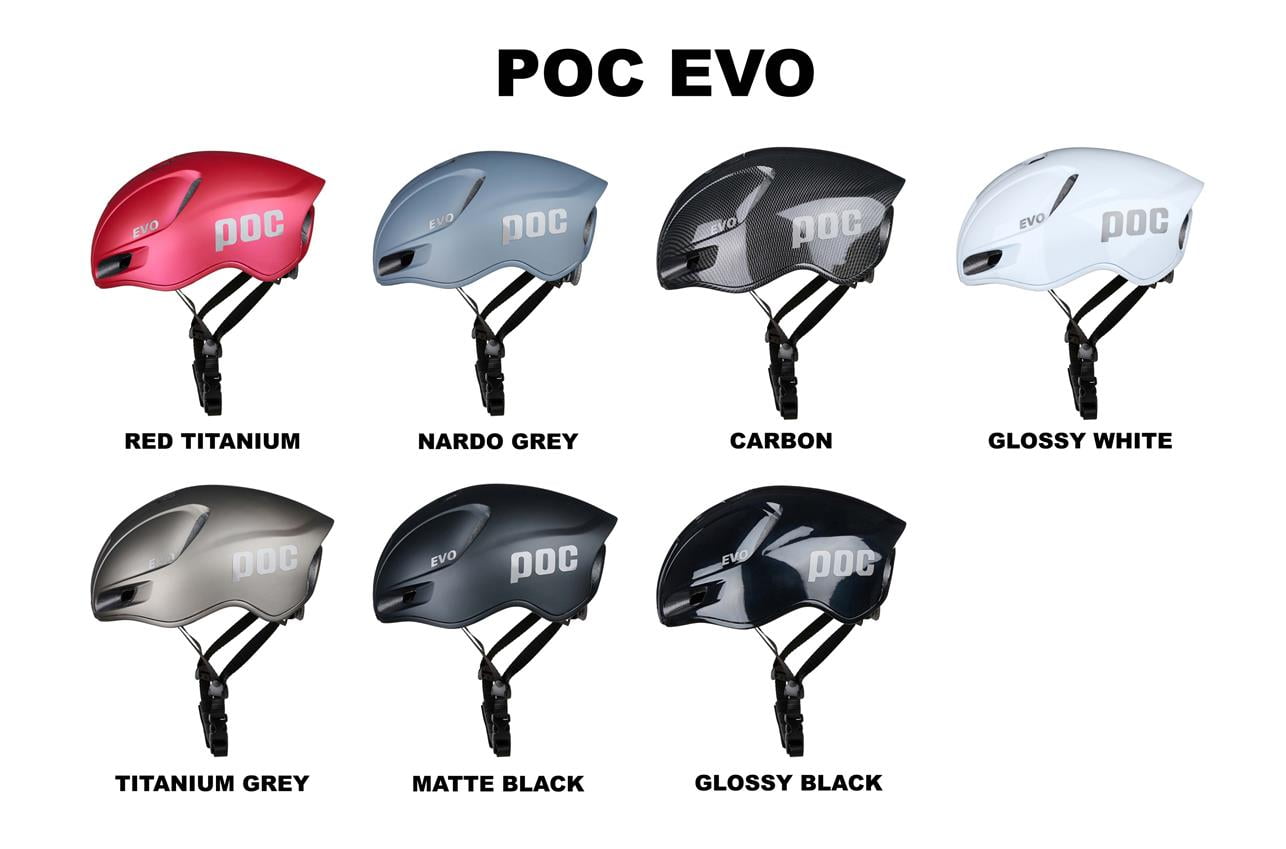 POC EVO
EVO POC
EVO POC
EVO POC
EVO POC
RED TITANIUM
NARDO GREY
CARBON
GLOSSY WHITE
EVO POC
EVO POC
EVO POC
TITANIUM GREY
MATTE BLACK
GLOSSY BLACK